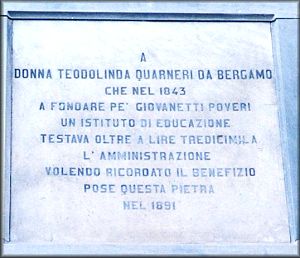 A
DONNA TEODOLINDA QUARNERI DA BERGAMO
CHE NEL 1843
A FONDARE PE' GIOVANETTI POVERI
UN ISTITUTO DI EDUCAZIONE
TESTAVA OLTRE A LIRE TREDICIMILA
L' AMMINISTRAZIONE
VOLENDO RICORDATO IL BENEFIZIO
POSE QUESTA PIETRA
NEL 1891